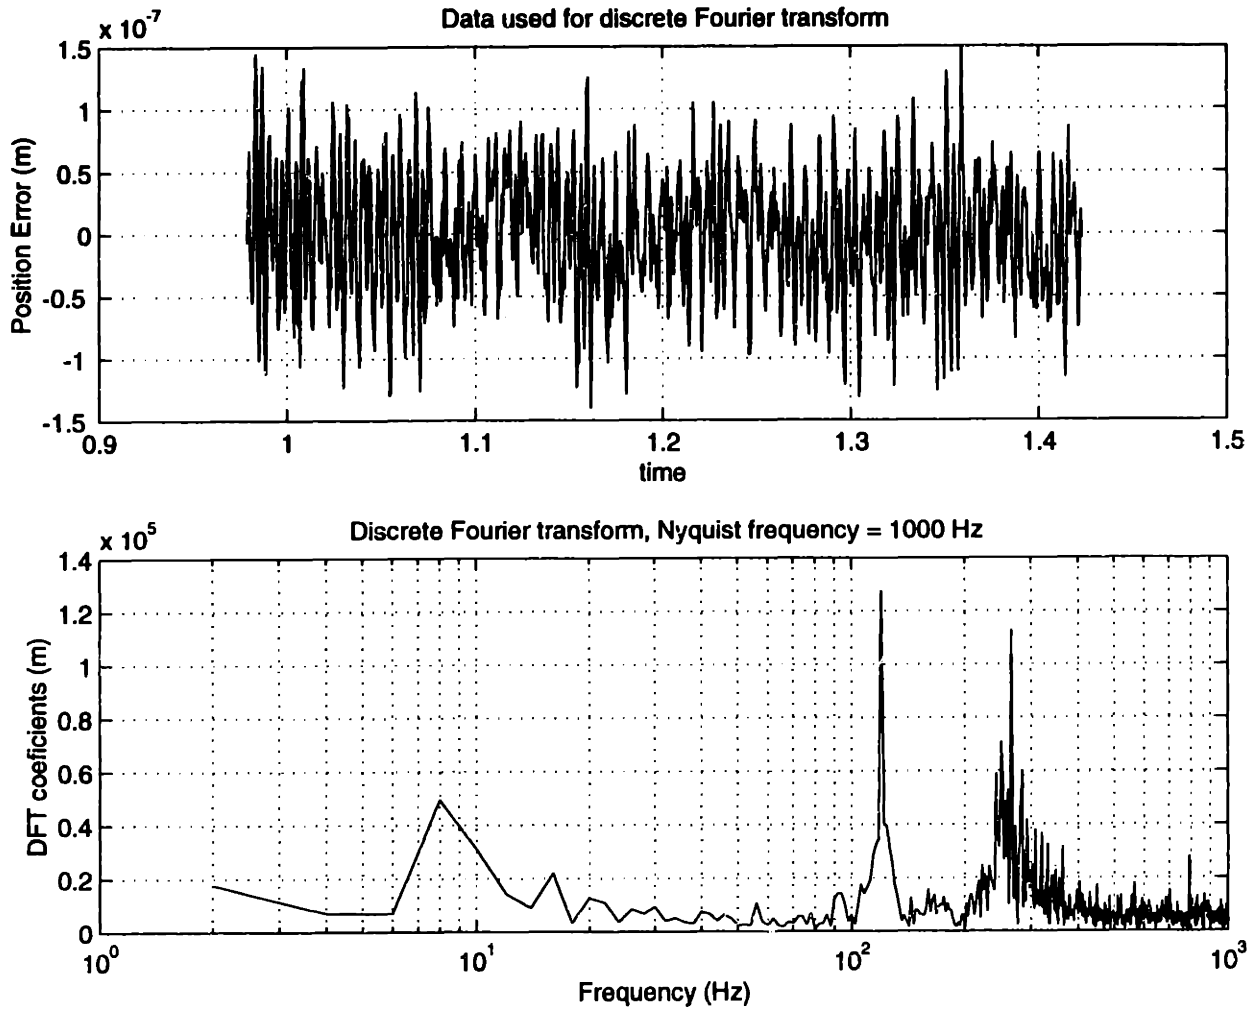 Data used for discrete Fourier transform
x 10^-7
1.5
1
0.5
0
-0.5
-1
-1.5
Position Error (m)
0.9 1 1.1 1.2 1.3 1.4 1.5
time
Discrete Fourier transform, Nyquist frequency = 1000 Hz
x 10^5
1.4
1.2
1
0.8
0.6
0.4
0.2
0
DFT coeficients (m)
10^0 10^1 10^2 10^3
Frequency (Hz)